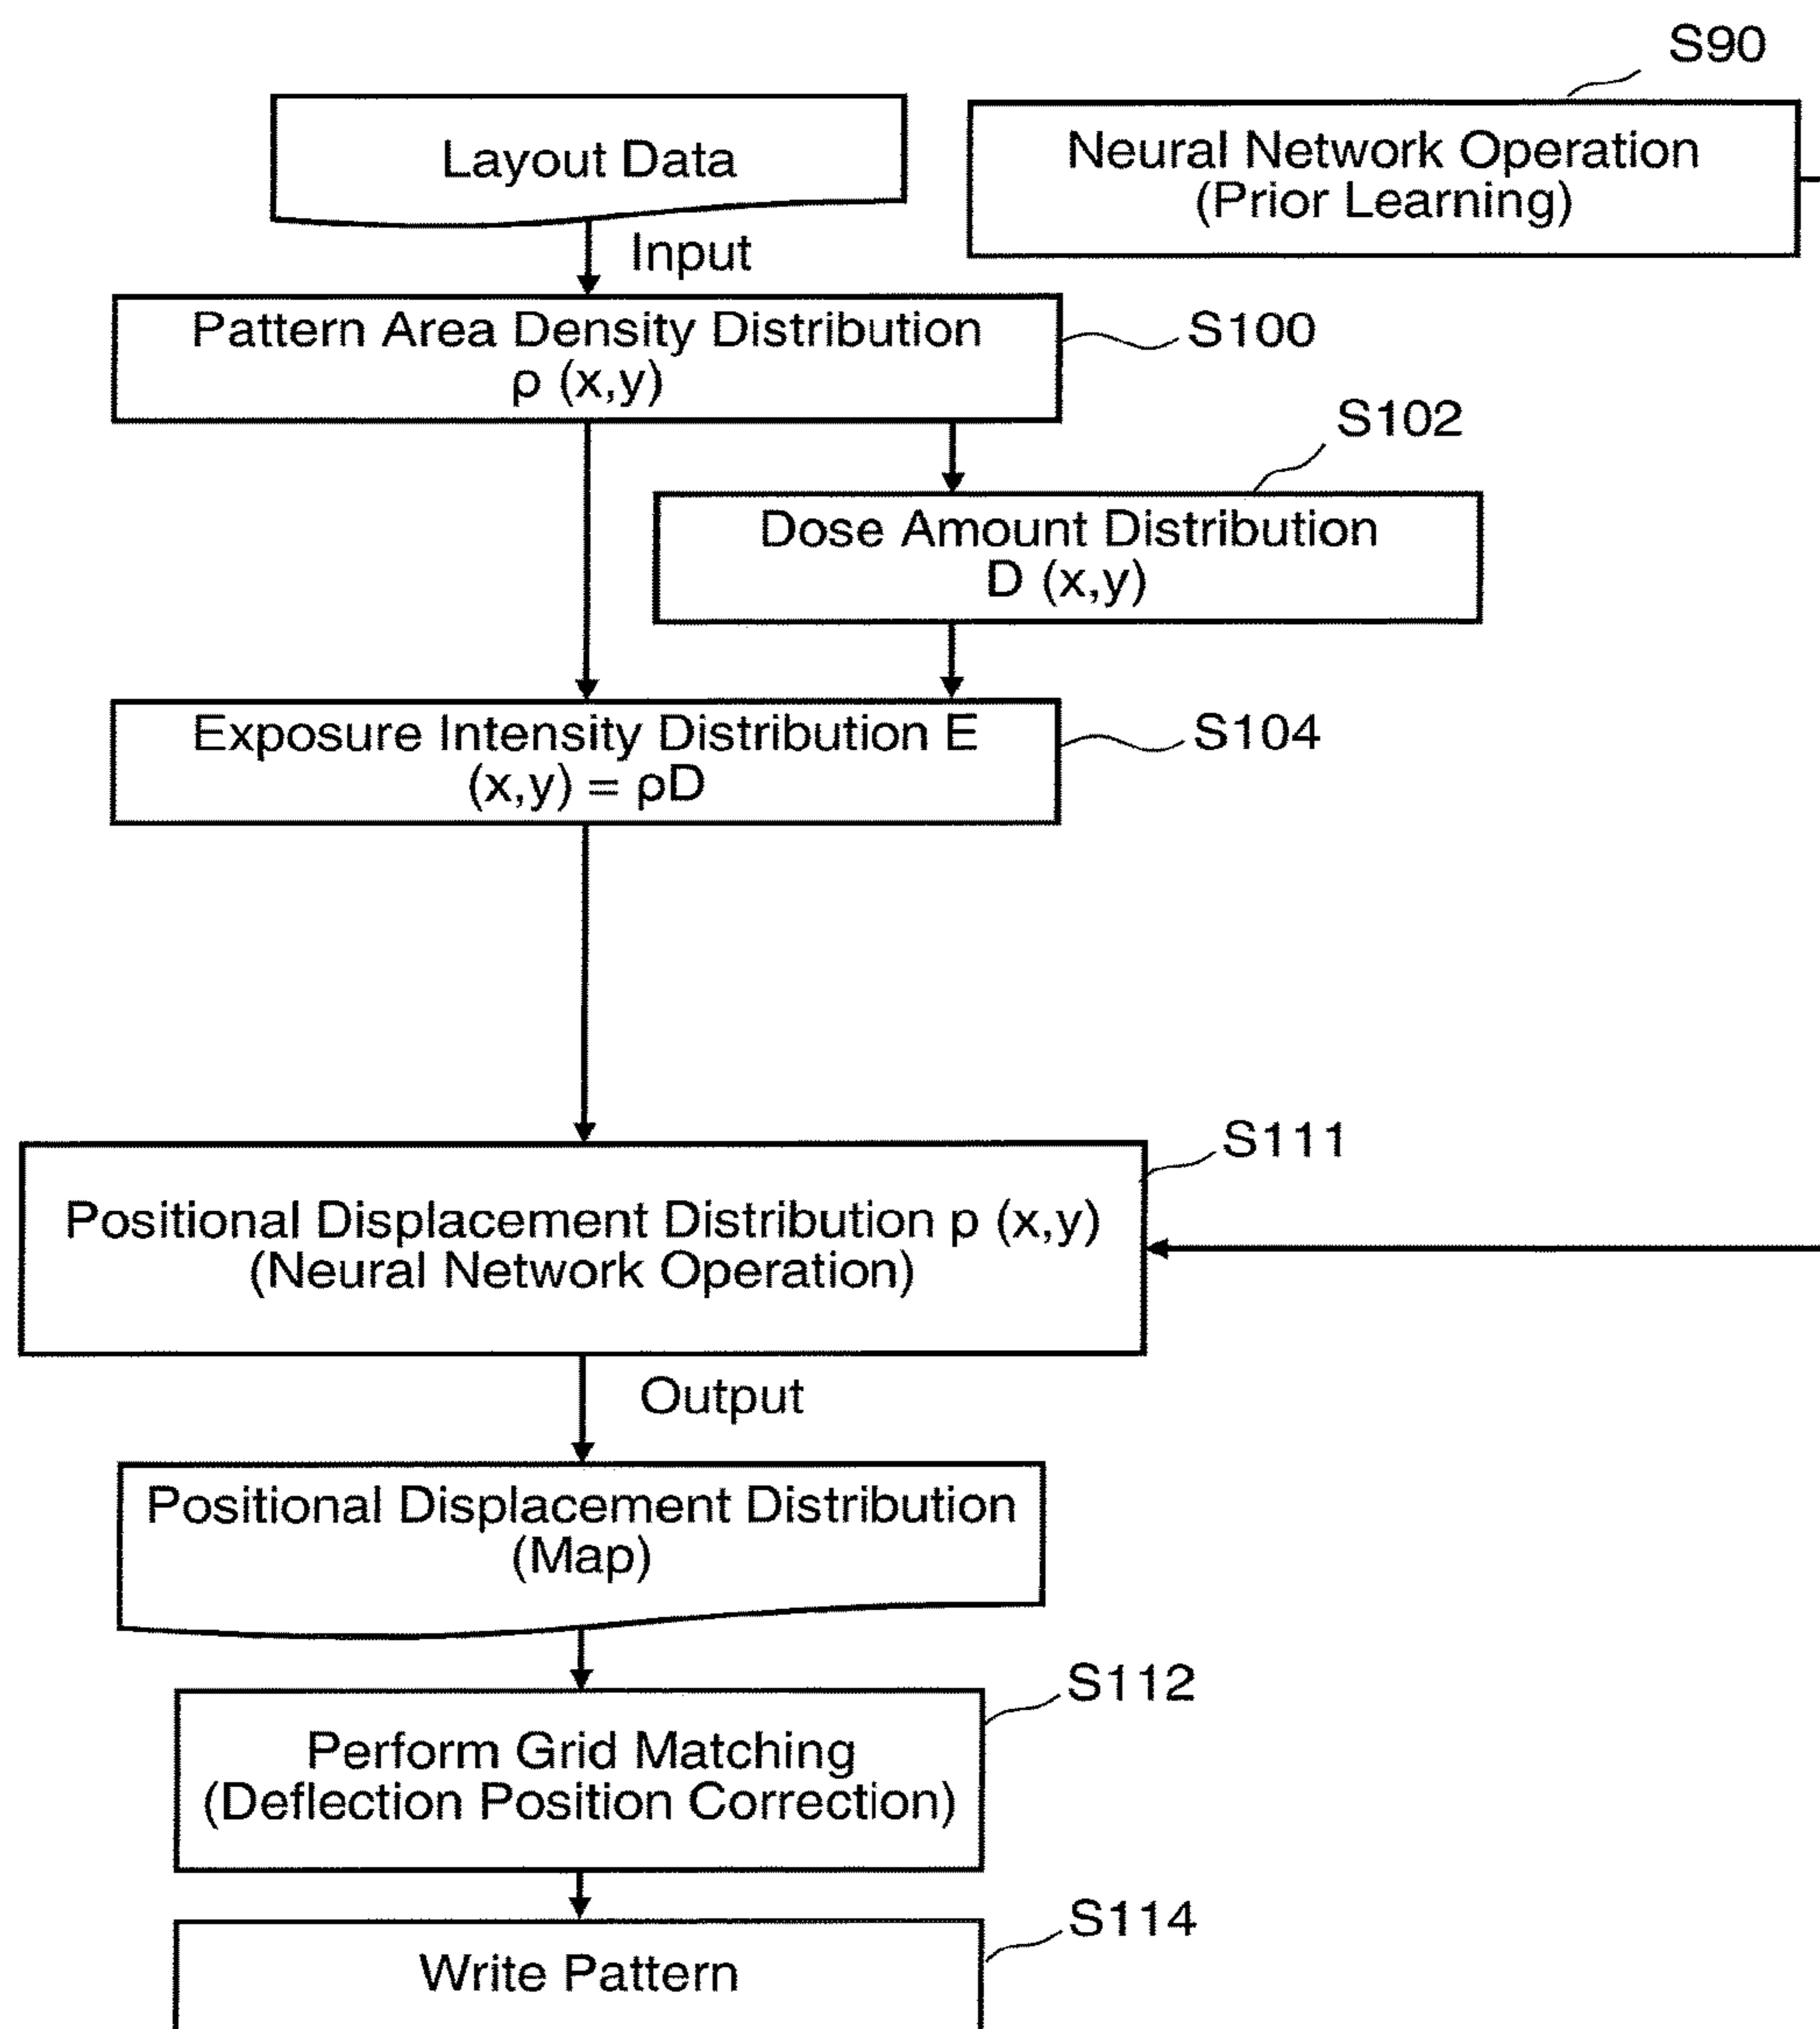 S90
Layout Data
Neural Network Operation
(Prior Learning)
Input
Pattern Area Density Distribution
ρ (x,y)
S100
S102
Dose Amount Distribution
D (x,y)
Exposure Intensity Distribution E
(x,y) = ρD
S104
S111
Positional Displacement Distribution p (x,y)
(Neural Network Operation)
Output
Positional Displacement Distribution
(Map)
S112
Perform Grid Matching
(Deflection Position Correction)
S114
Write Pattern